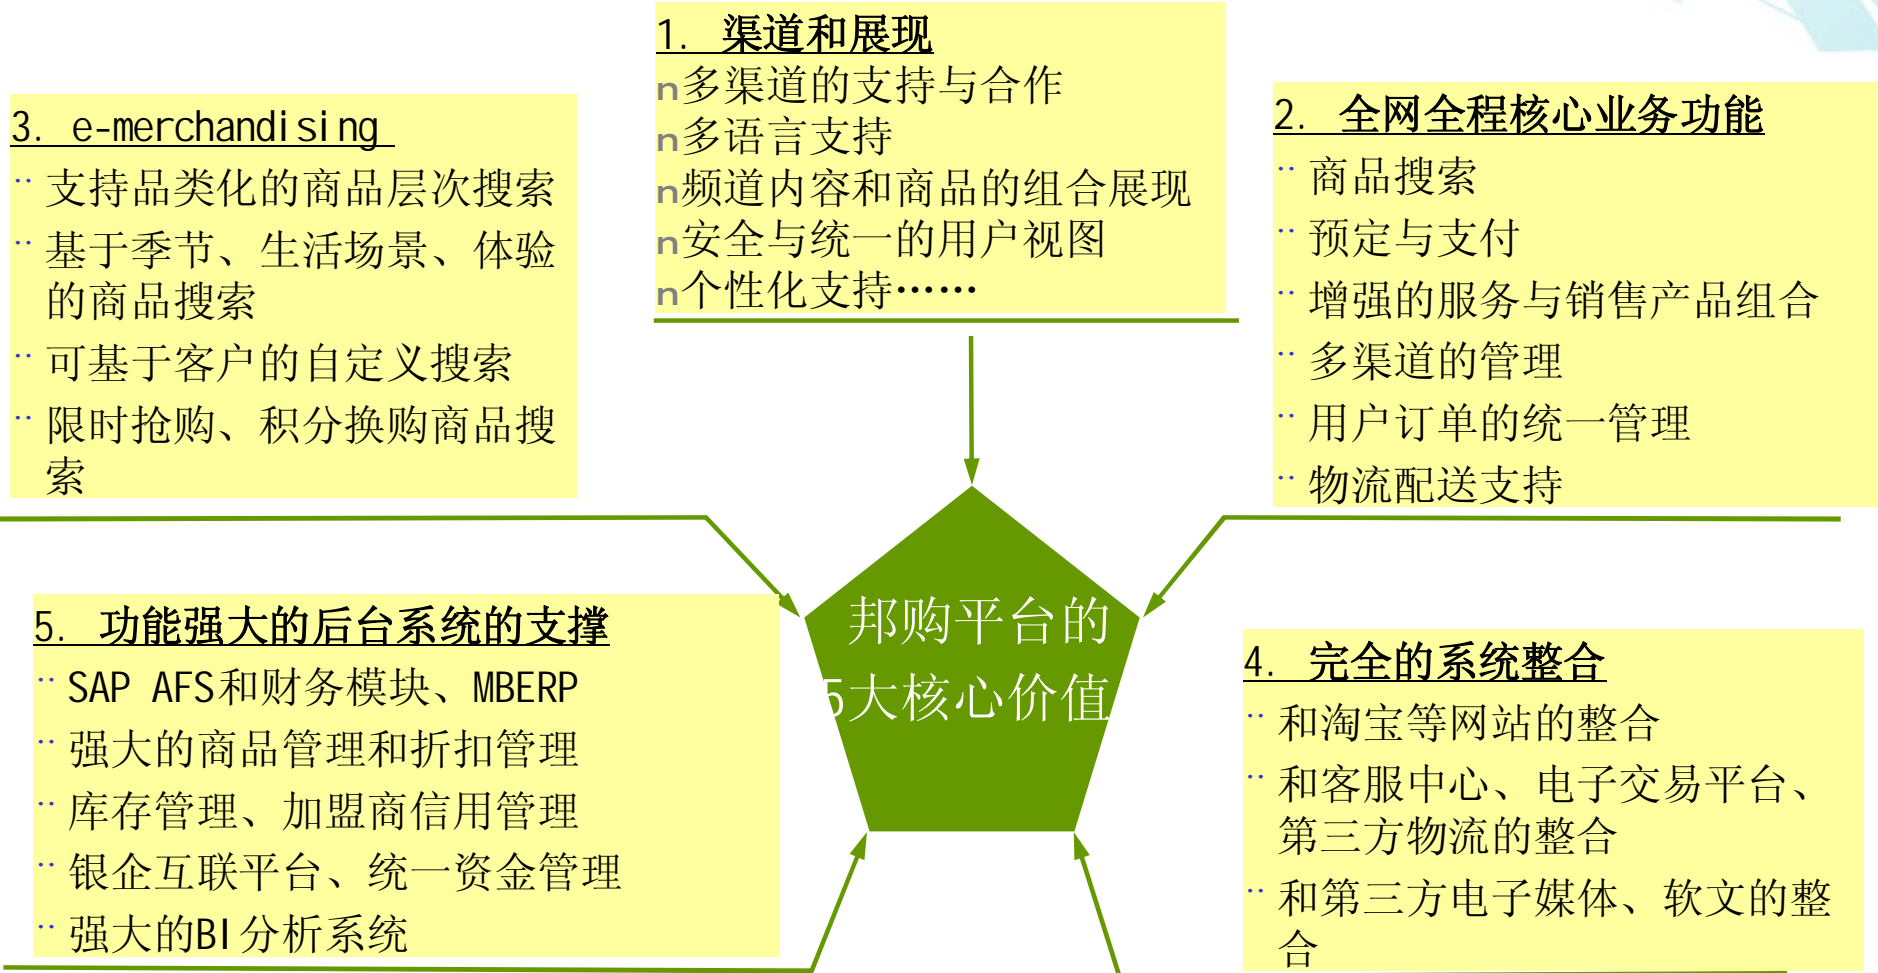 1. 渠道和展现
n多渠道的支持与合作
n多语言支持
n频道内容和商品的组合展现
n安全与统一的用户视图
n个性化支持……
3. e-merchandising
¨ 支持品类化的商品层次搜索
¨ 基于季节、生活场景、体验
的商品搜索
¨ 可基于客户的自定义搜索
¨ 限时抢购、积分换购商品搜
索
2. 全网全程核心业务功能
¨ 商品搜索
¨ 预定与支付
¨ 增强的服务与销售产品组合
¨ 多渠道的管理
¨ 用户订单的统一管理
¨ 物流配送支持
邦购平台的
5大核心价值
5. 功能强大的后台系统的支撑
¨ SAP AFS和财务模块、MBERP
¨ 强大的商品管理和折扣管理
¨ 库存管理、加盟商信用管理
¨ 银企互联平台、统一资金管理
¨ 强大的BI分析系统
4. 完全的系统整合
¨ 和淘宝等网站的整合
¨ 和客服中心、电子交易平台、
第三方物流的整合
¨ 和第三方电子媒体、软文的整
合